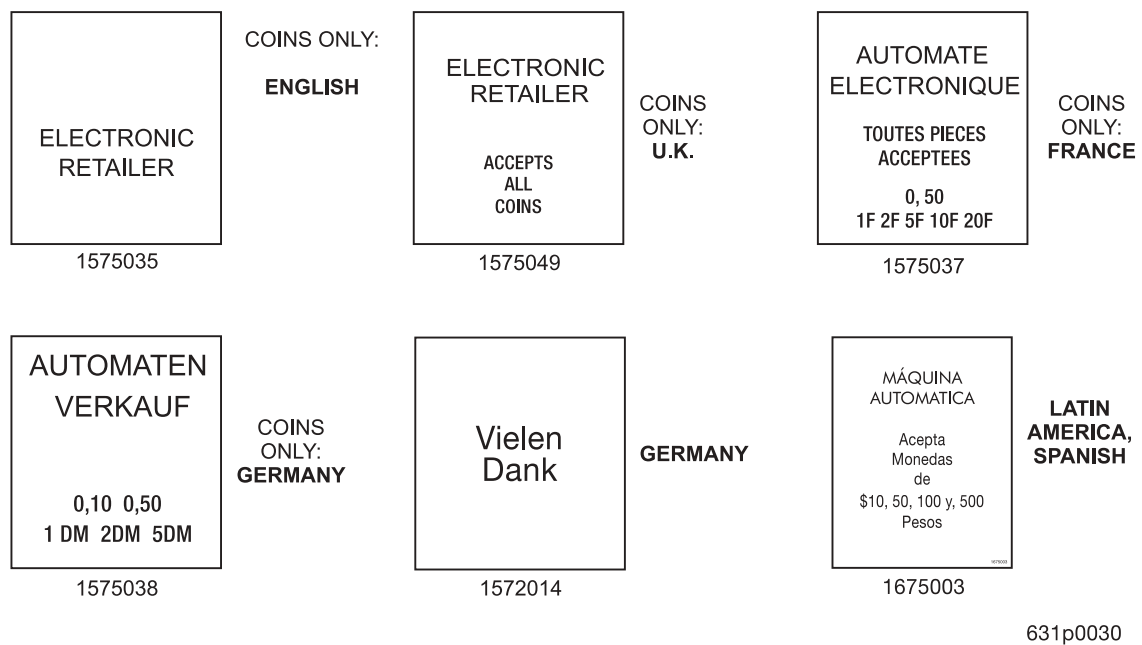 ELECTRONIC
RETAILER
1575035
COINS ONLY:
ENGLISH
ELECTRONIC
RETAILER
ACCEPTS
ALL
COINS
1575049
COINS
ONLY:
U.K.
AUTOMATE
ELECTRONIQUE
TOUTES PIECES
ACCEPTEES
0, 50
1F 2F 5F 10F 20F
1575037
COINS
ONLY:
FRANCE
AUTOMATEN
VERKAUF
0,10 0,50
1 DM 2DM 5DM
1575038
COINS
ONLY:
GERMANY
Vielen
Dank
1572014
GERMANY
MÁQUINA
AUTOMATICA
Acepta
Monedas
de
$10, 50, 100 y, 500
Pesos
1675003
1675003
LATIN
AMERICA,
SPANISH
631p0030